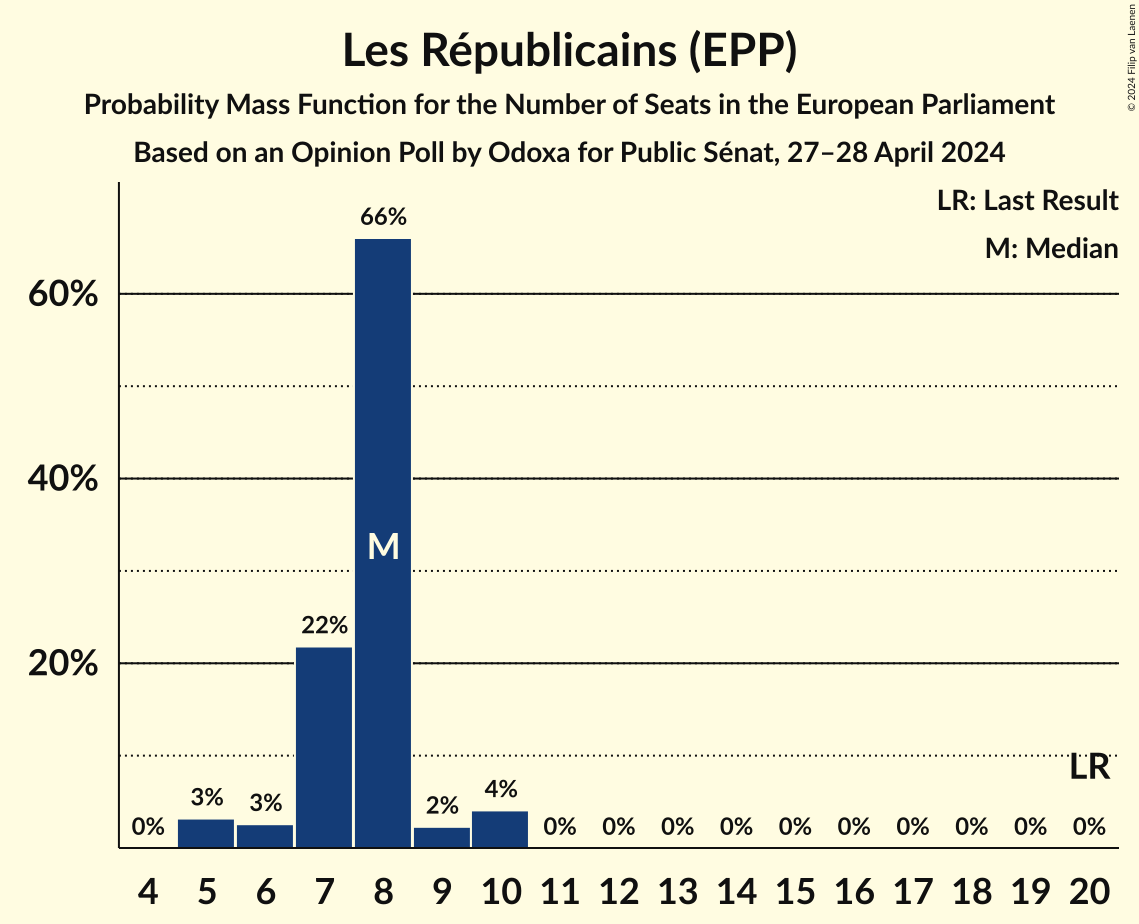 © 2024 Filip van Laenen
Les Républicains (EPP)
Probability Mass Function for the Number of Seats in the European Parliament
Based on an Opinion Poll by Odoxa for Public Sénat, 27–28 April 2024
LR: Last Result
M: Median
60%
40%
20%
0% 3% 3% 22% 66% 2% 4% 0% 0% 0% 0% 0% 0% 0% 0% 0% 0%
M
LR
4 5 6 7 8 9 10 11 12 13 14 15 16 17 18 19 20